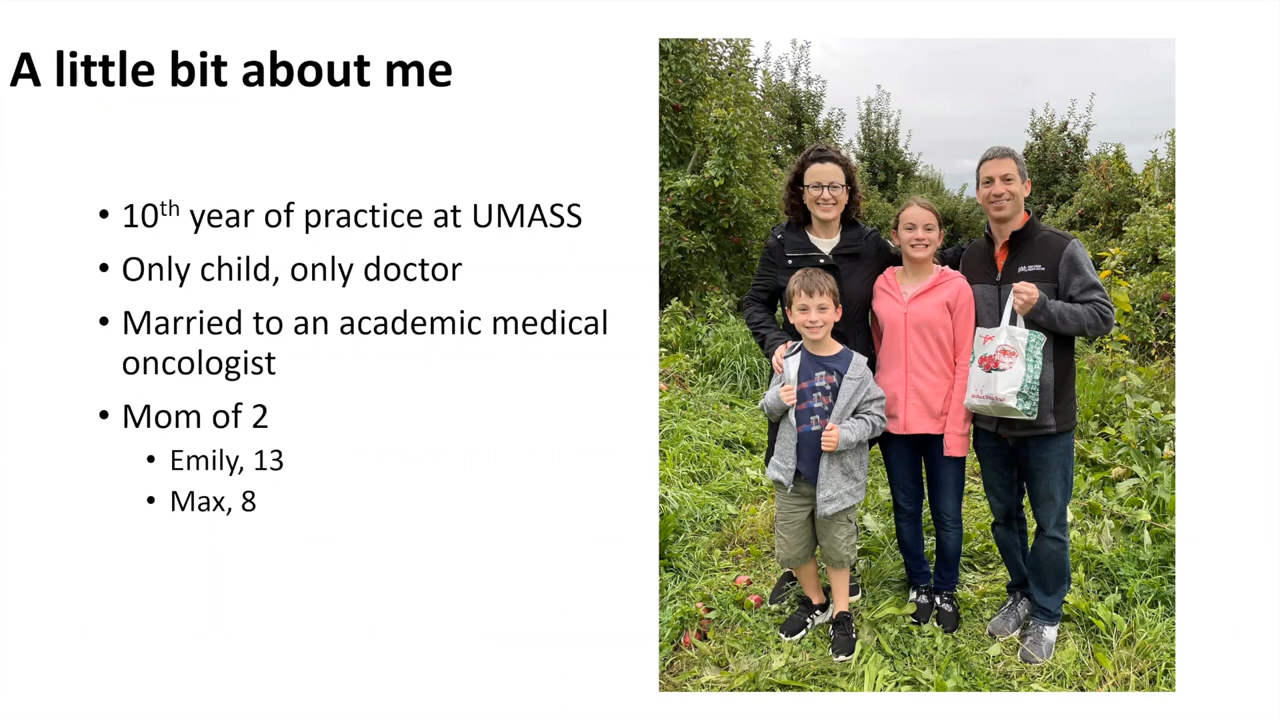 A little bit about me
• 10th year of practice at UMASS
• Only child, only doctor
• Married to an academic medical
oncologist
• Mom of 2
• Emily, 13
• Max, 8